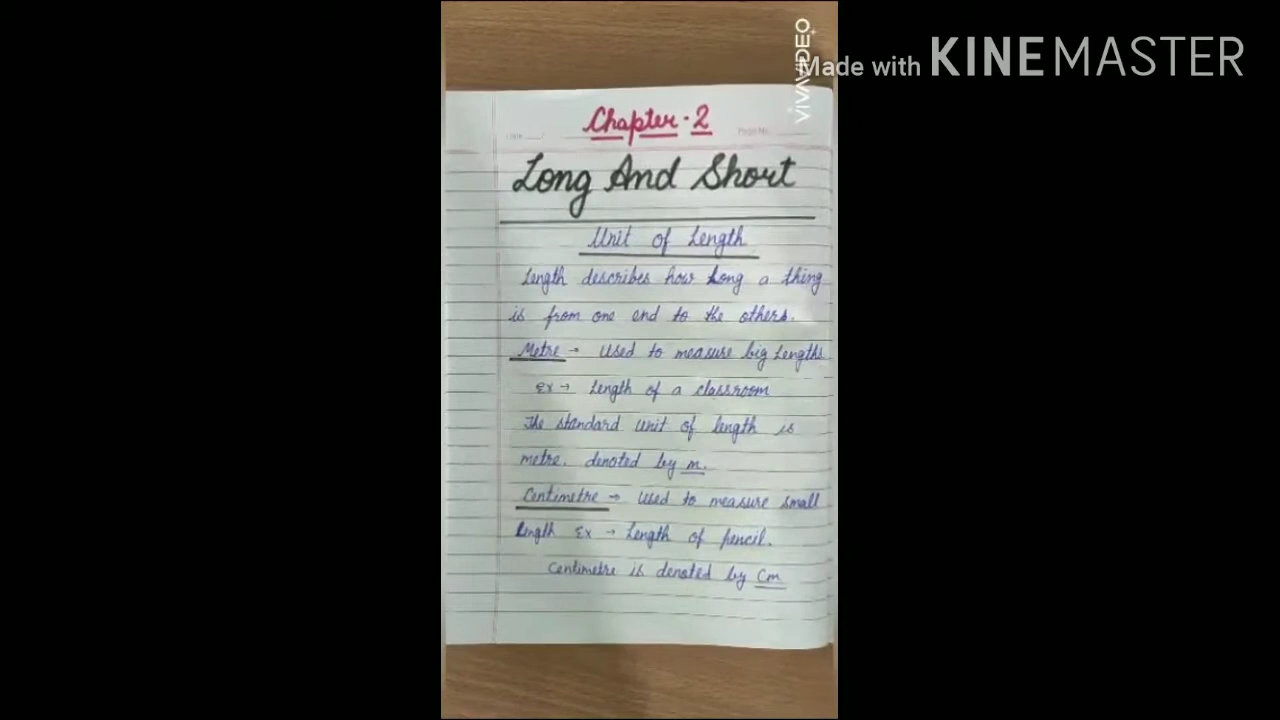 VIVAVIDEO
Made with KINEMASTER
Chapter - 2
Page No.
Long And Short
Unit of Length
Length describes how long a thing
is from one end to the others.
Metre → Used to measure big lengths
Ex → Length of a classroom
The standard unit of length is
metre. denoted by m.
Centimetre → Used to measure small
length Ex → Length of pencil.
Centimetre is denoted by Cm